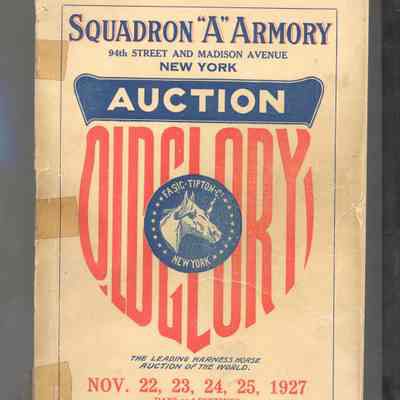 SQUADRON "A" ARMORY
94th STREET AND MADISON AVENUE
NEW YORK
AUCTION
OLD GLORY
FASIG-TIPTON-Co
NEW YORK
THE LEADING HARNESS HORSE
AUCTION OF THE WORLD.
NOV. 22, 23, 24, 25, 1927